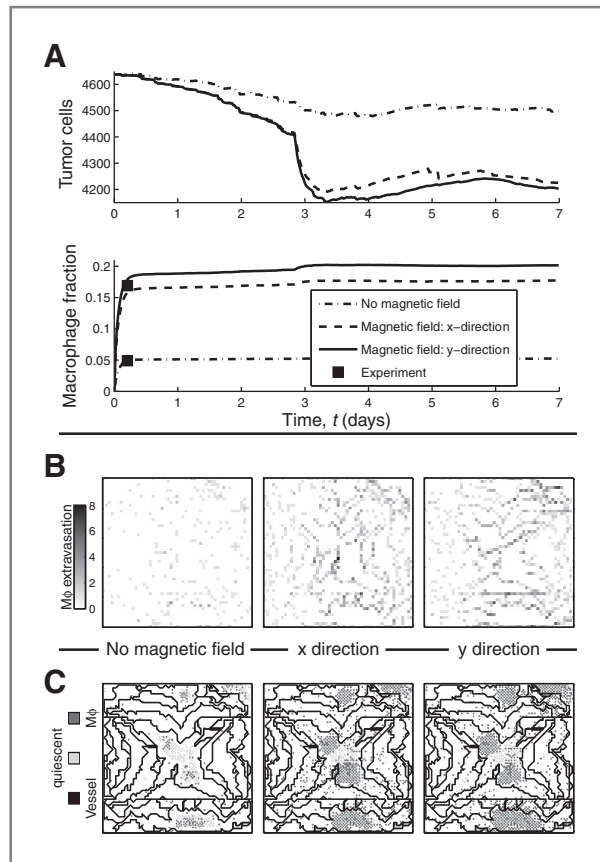 A
Tumor cells
4600
4500
4400
4300
4200
0 1 2 3 4 5 6 7
Macrophage fraction
0.2
0.15
0.1
0.05
0
No magnetic field
Magnetic field: x–direction
Magnetic field: y–direction
Experiment
0 1 2 3 4 5 6 7
Time, t (days)
B
MΦ extravasation
8
6
4
2
0
No magnetic field x direction y direction
C
MΦ
quiescent
Vessel